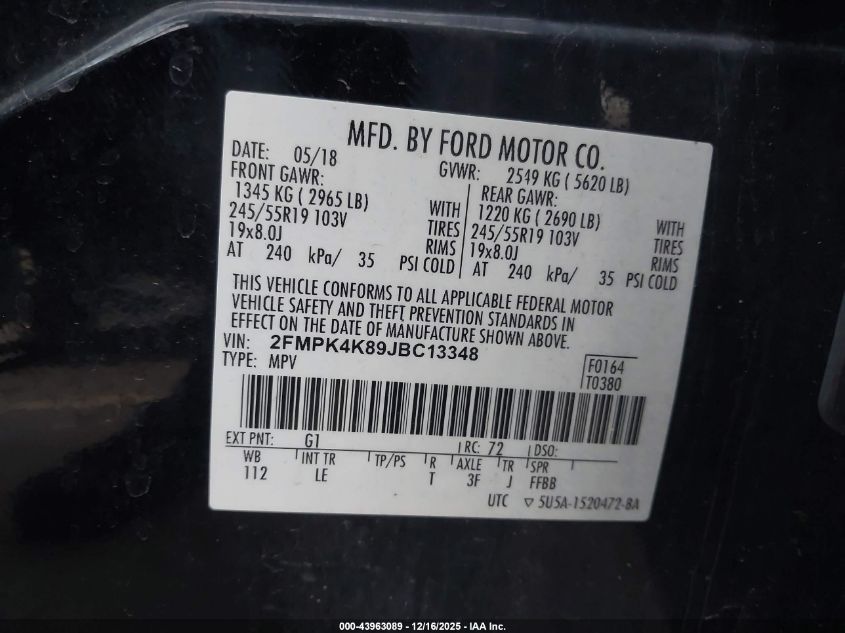 MFD. BY FORD MOTOR CO.
DATE: 05/18 GVWR: 2549 KG ( 5620 LB)
FRONT GAWR: REAR GAWR:
1345 KG ( 2965 LB) WITH 1220 KG ( 2690 LB) WITH
245/55R19 103V TIRES 245/55R19 103V TIRES
19x8.0J RIMS 19x8.0J RIMS
AT 240 kPa/ 35 PSI COLD AT 240 kPa/ 35 PSI COLD
THIS VEHICLE CONFORMS TO ALL APPLICABLE FEDERAL MOTOR
VEHICLE SAFETY AND THEFT PREVENTION STANDARDS IN
EFFECT ON THE DATE OF MANUFACTURE SHOWN ABOVE.
VIN: 2FMPK4K89JBC13348
TYPE: MPV F0164
T0380
EXT PNT: G1 RC: 72 DSO:
WB INT TR TP/PS R AXLE TR SPR
112 LE T 3F J FFBB
UTC ▽ 5U5A-1520472-BA
000-43963089 - 12/16/2025 - IAA Inc.